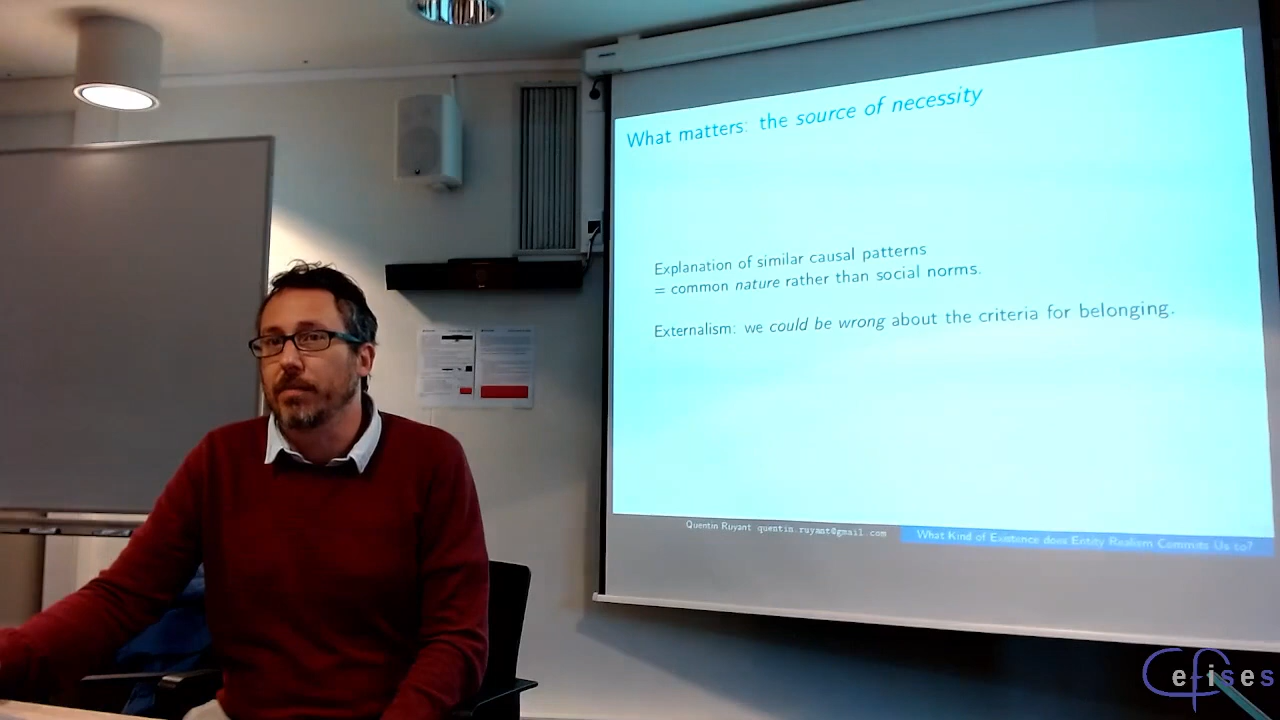 What matters: the source of necessity
Explanation of similar causal patterns
= common nature rather than social norms.
Externalism: we could be wrong about the criteria for belonging.
Quentin Ruyant quentin.ruyant@gmail.com
What Kind of Existence does Entity Realism Commits Us to?
Cefises